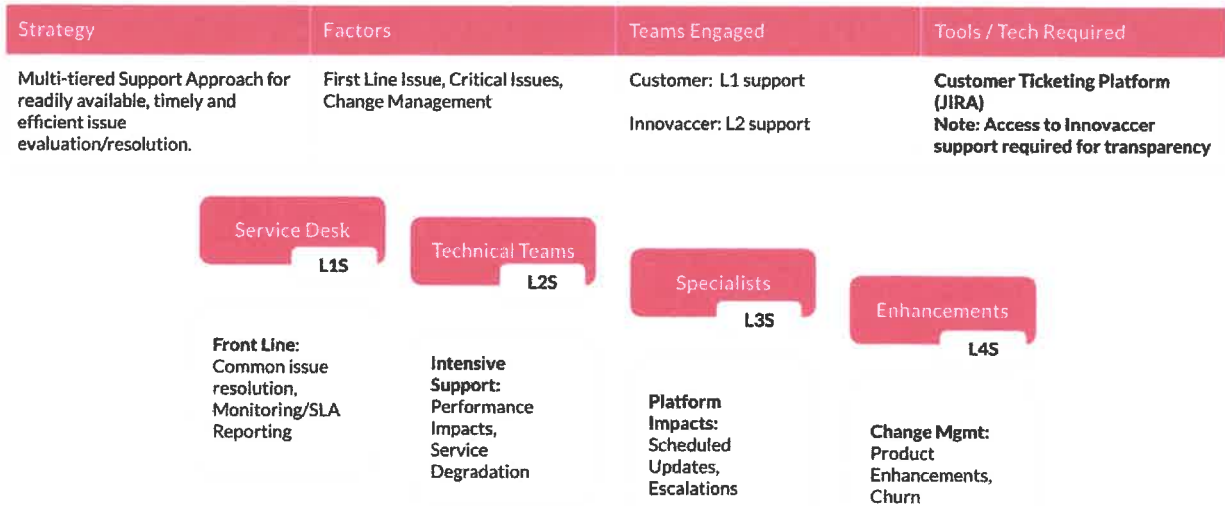 Strategy
Factors
Teams Engaged
Tools / Tech Required
Multi-tiered Support Approach for
readily available, timely and
efficient issue
evaluation/resolution.
First Line Issue, Critical Issues,
Change Management
Customer: L1 support
Innovaccer: L2 support
Customer Ticketing Platform
(JIRA)
Note: Access to Innovaccer
support required for transparency
Service Desk
L1S
Front Line:
Common issue
resolution,
Monitoring/SLA
Reporting
Technical Teams
L2S
Intensive
Support:
Performance
Impacts,
Service
Degradation
Specialists
L3S
Platform
Impacts:
Scheduled
Updates,
Escalations
Enhancements
L4S
Change Mgmt:
Product
Enhancements,
Churn